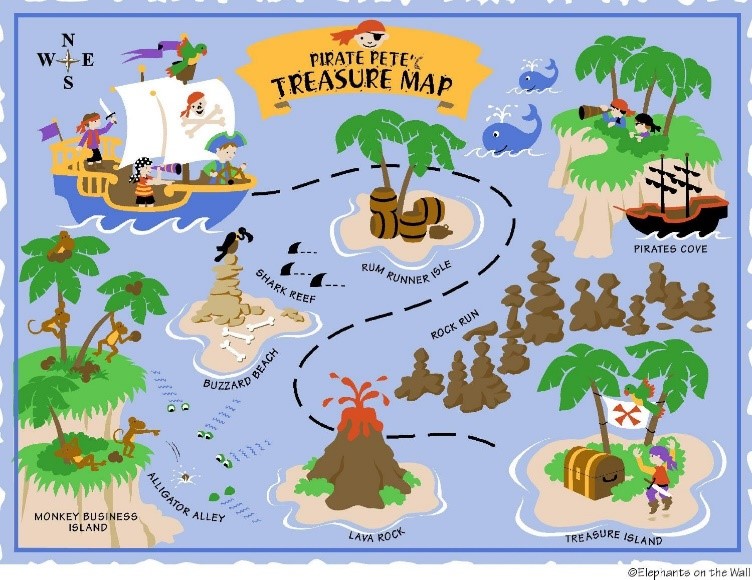 N
W E
S
PIRATE PETE'S
TREASURE MAP
PIRATES COVE
RUM RUNNER ISLE
SHARK REEF
ROCK RUN
BUZZARD BEACH
MONKEY BUSINESS
ISLAND
ALLIGATOR ALLEY
LAVA ROCK
TREASURE ISLAND
©Elephants on the Wall